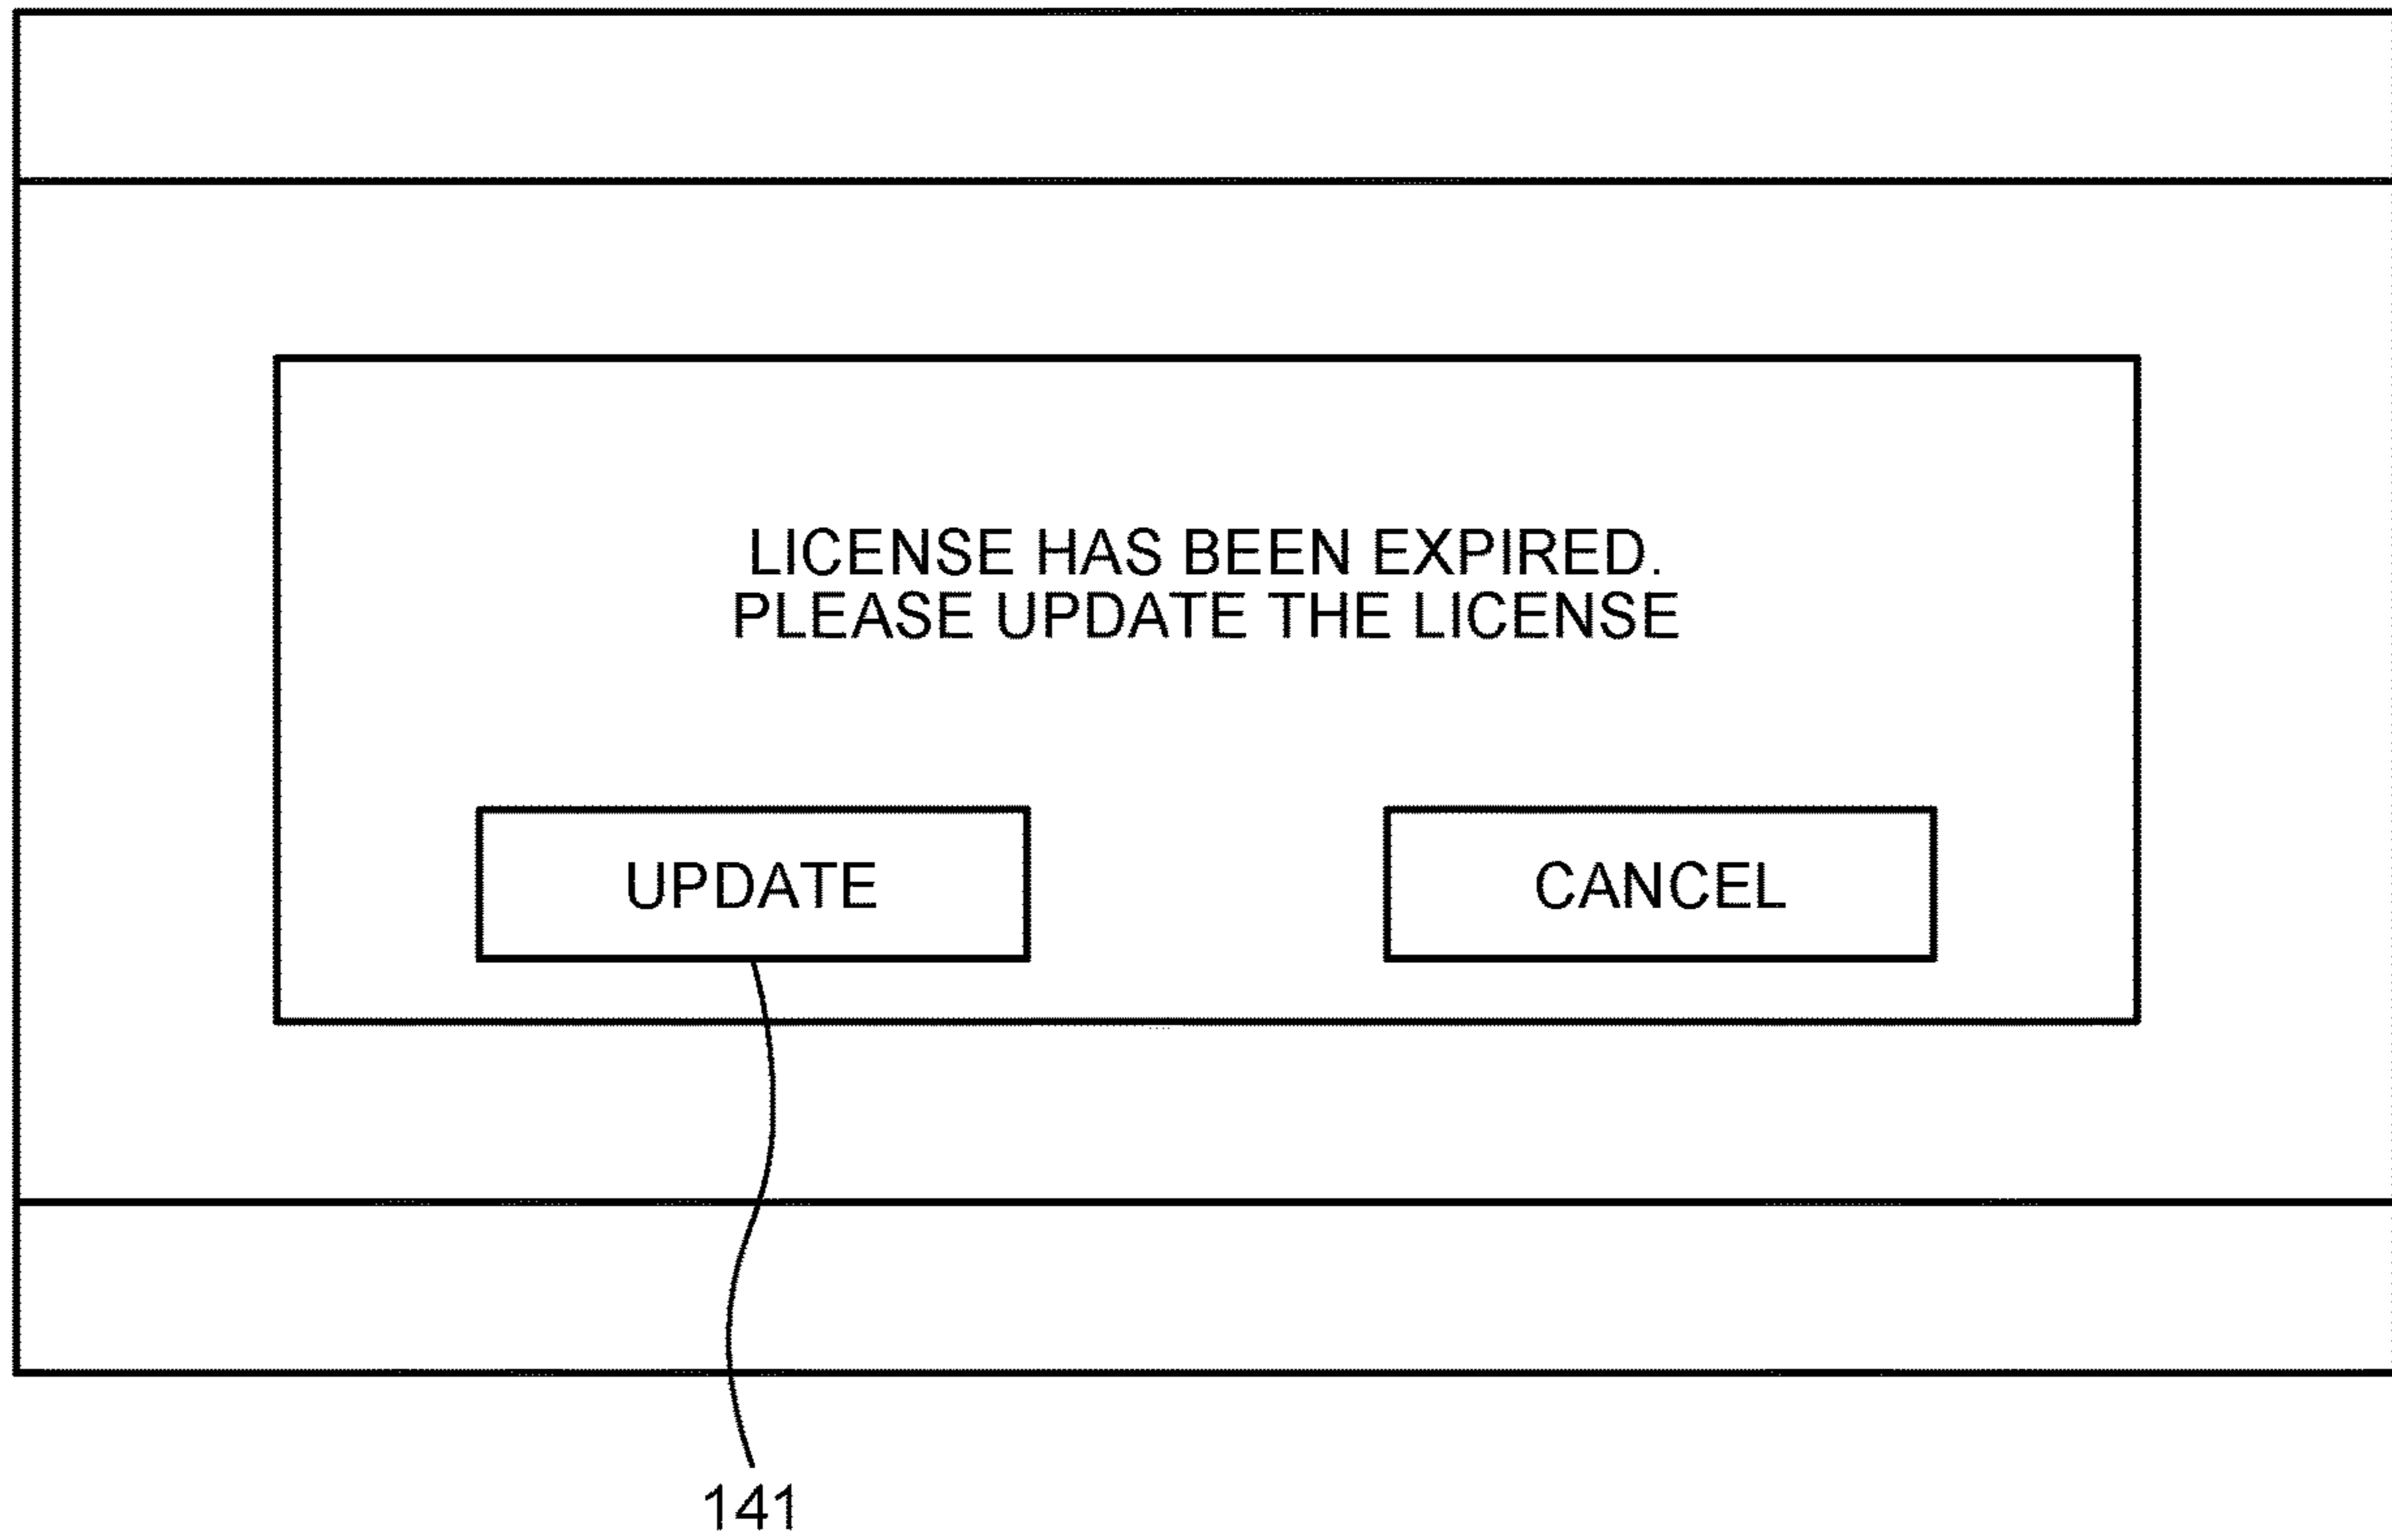 LICENSE HAS BEEN EXPIRED.
PLEASE UPDATE THE LICENSE
UPDATE
CANCEL
141